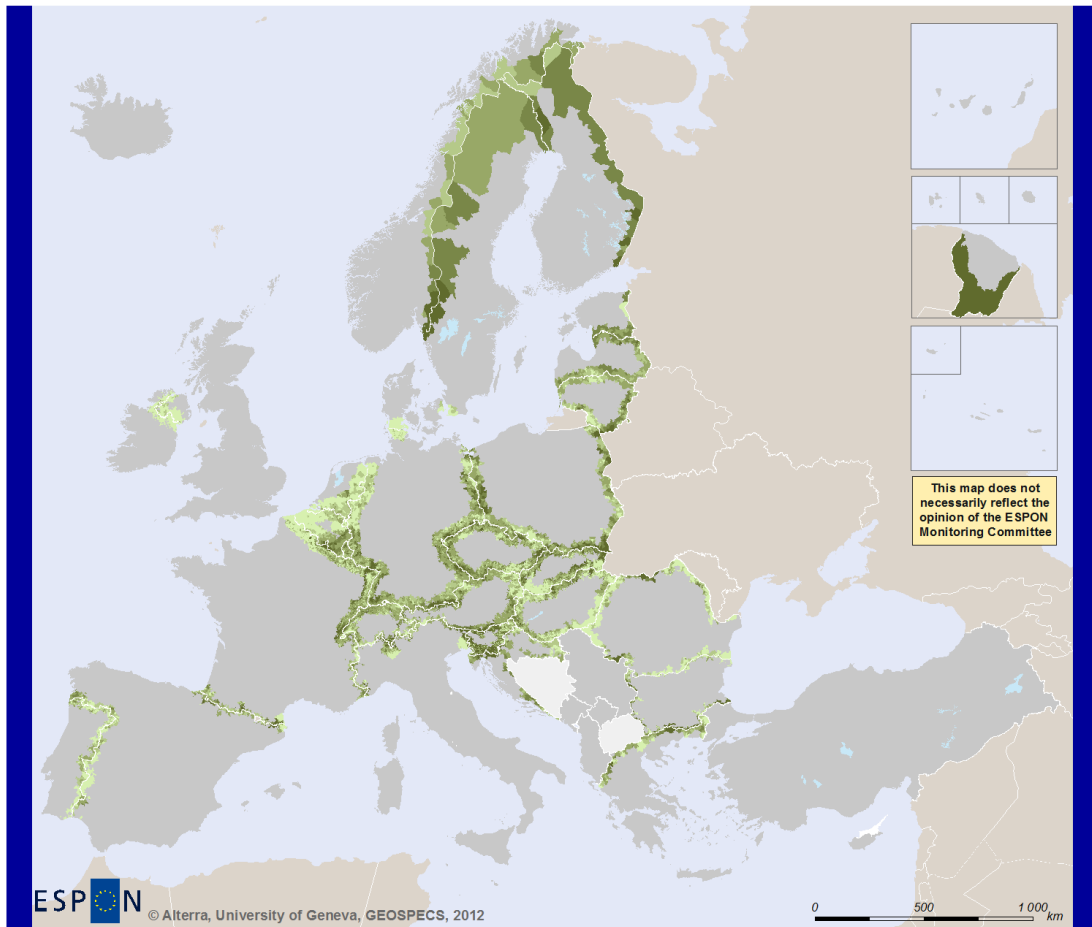 This map does not
necessarily reflect the
opinion of the ESPON
Monitoring Committee
ESPON
© Alterra, University of Geneva, GEOSPECS, 2012
0 500 1 000
km